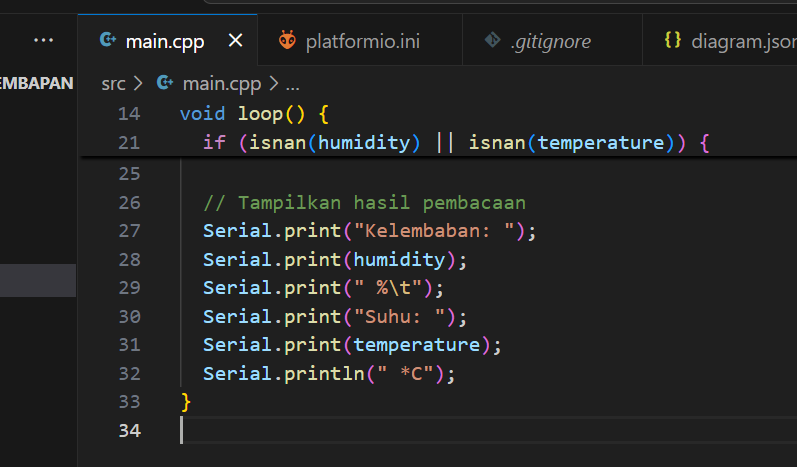 main.cpp platformio.ini .gitignore diagram.jsor
EMBAPAN
src > main.cpp > ...
14 void loop() {
21 if (isnan(humidity) || isnan(temperature)) {
25
26 // Tampilkan hasil pembacaan
27 Serial.print("Kelembaban: ");
28 Serial.print(humidity);
29 Serial.print(" %\t");
30 Serial.print("Suhu: ");
31 Serial.print(temperature);
32 Serial.println(" *C");
33 }
34